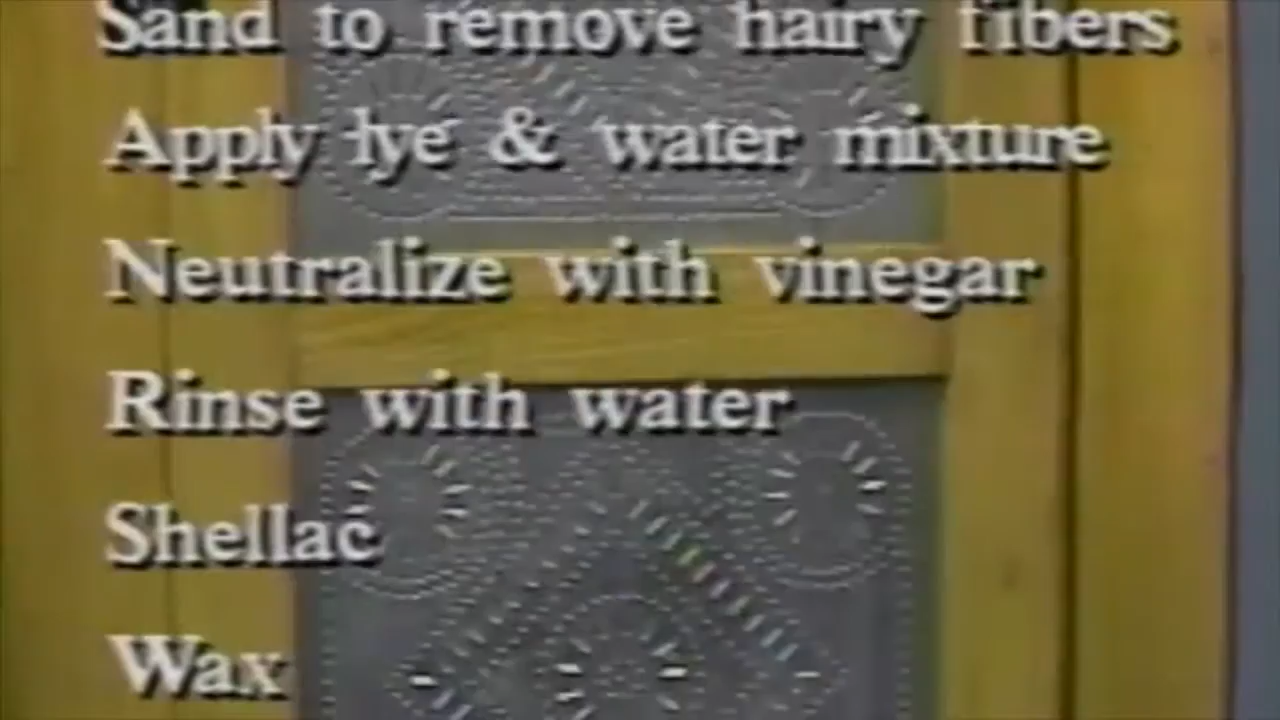 Sand to remove hairy fibers
Apply lye & water mixture
Neutralize with vinegar
Rinse with water
Shellac
Wax